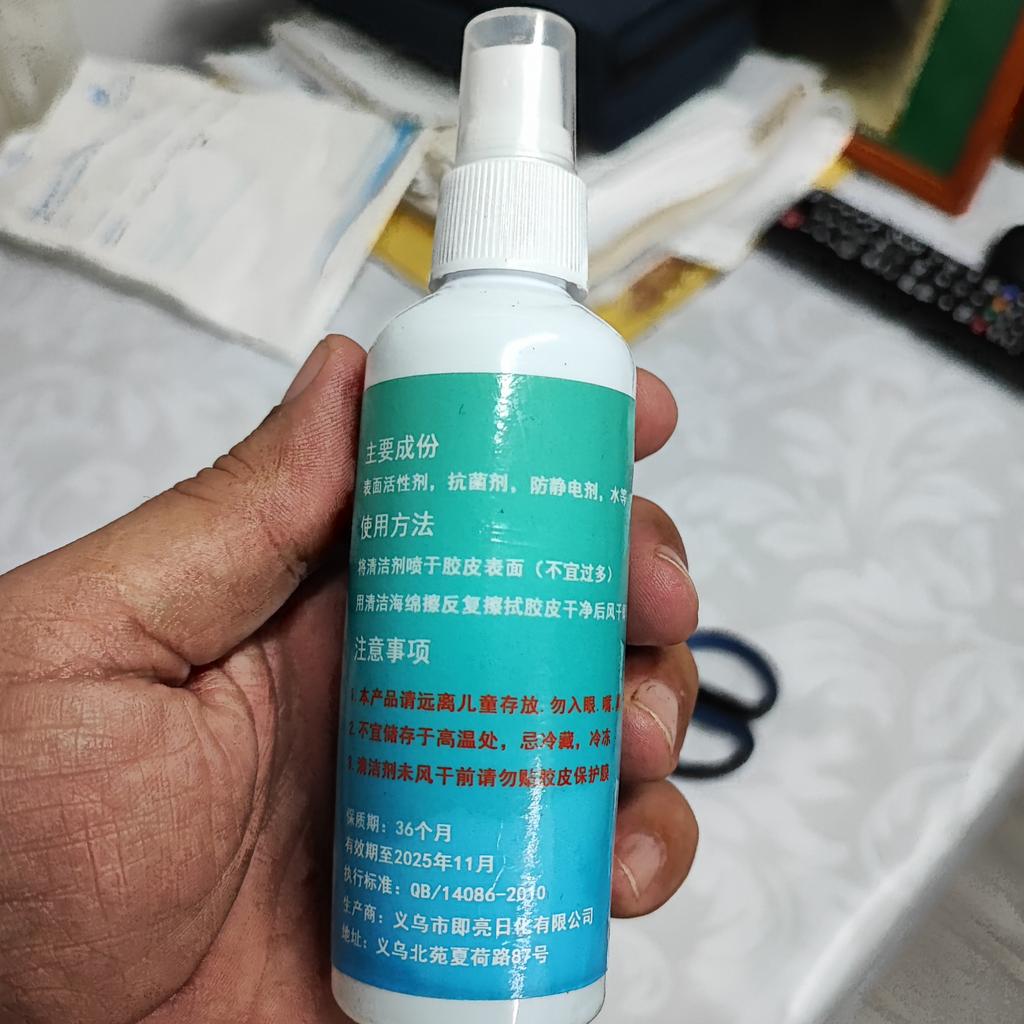 主要成份
表面活性剂，抗菌剂，防静电剂，水等
使用方法
将清洁剂喷于胶皮表面（不宜过多）
用清洁海绵擦反复擦拭胶皮干净后风干
注意事项
1.本产品请远离儿童存放.勿入眼.嘴.
2.不宜储存于高温处，忌冷藏，冷冻
3.清洁剂未风干前请勿贴胶皮保护膜
保质期：36个月
有效期至2025年11月
执行标准：QB/14086-2010
生产商：义乌市即亮日化有限公司
地址：义乌北苑夏荷路87号